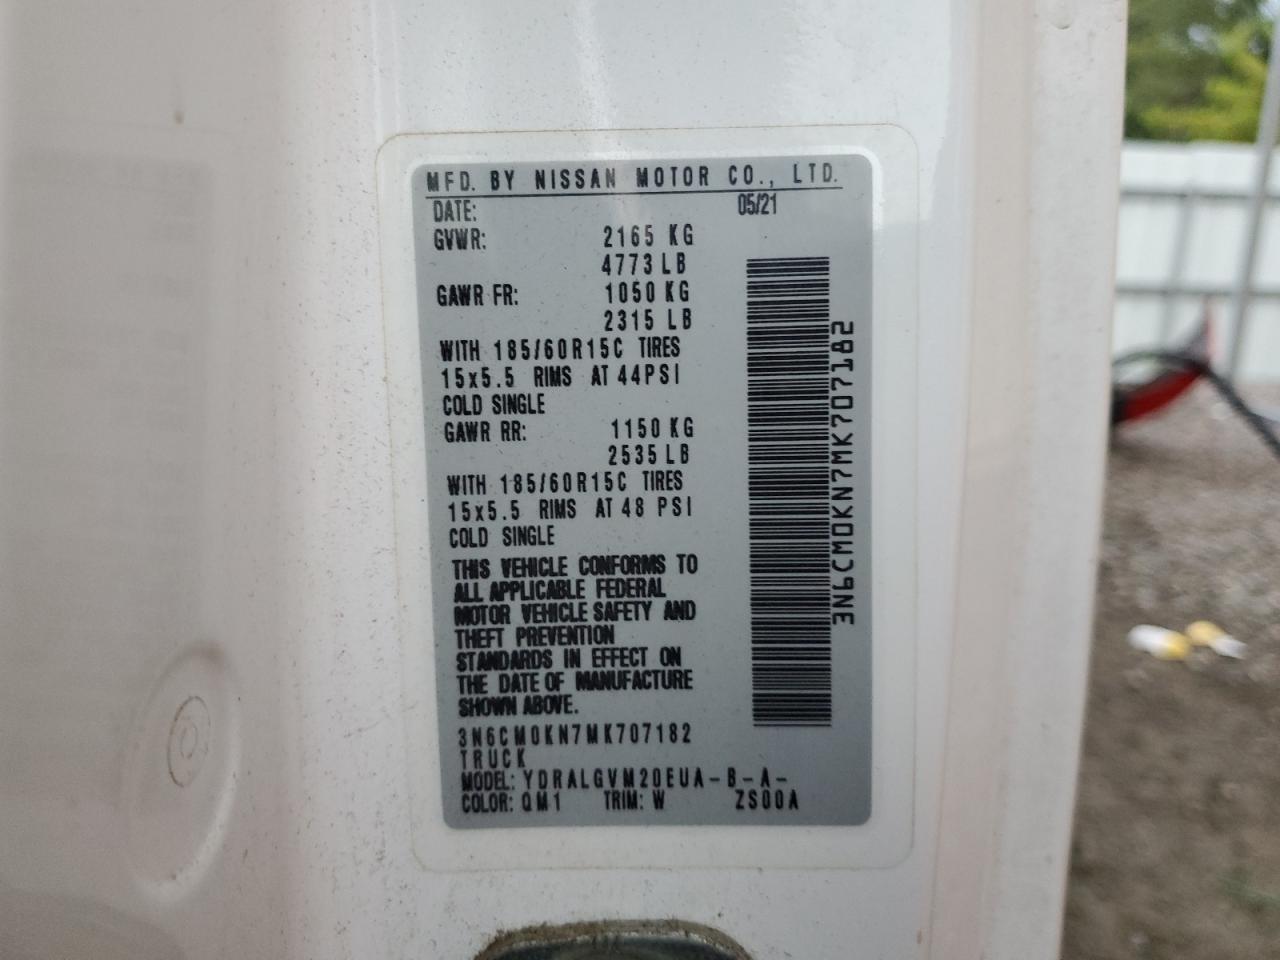 MFD. BY NISSAN MOTOR CO., LTD.
DATE: 05/21
GVWR: 2165 KG
4773 LB
GAWR FR: 1050 KG
2315 LB
WITH 185/60R15C TIRES
15x5.5 RIMS AT 44PSI
COLD SINGLE
GAWR RR: 1150 KG
2535 LB
WITH 185/60R15C TIRES
15x5.5 RIMS AT 48 PSI
COLD SINGLE
THIS VEHICLE CONFORMS TO
ALL APPLICABLE FEDERAL
MOTOR VEHICLE SAFETY AND
THEFT PREVENTION
STANDARDS IN EFFECT ON
THE DATE OF MANUFACTURE
SHOWN ABOVE.
3N6CM0KN7MK707182
TRUCK
MODEL: YDRALGVM20EUA-B-A-
COLOR: QM1 TRIM: W ZS00A
3N6CM0KN7MK707182